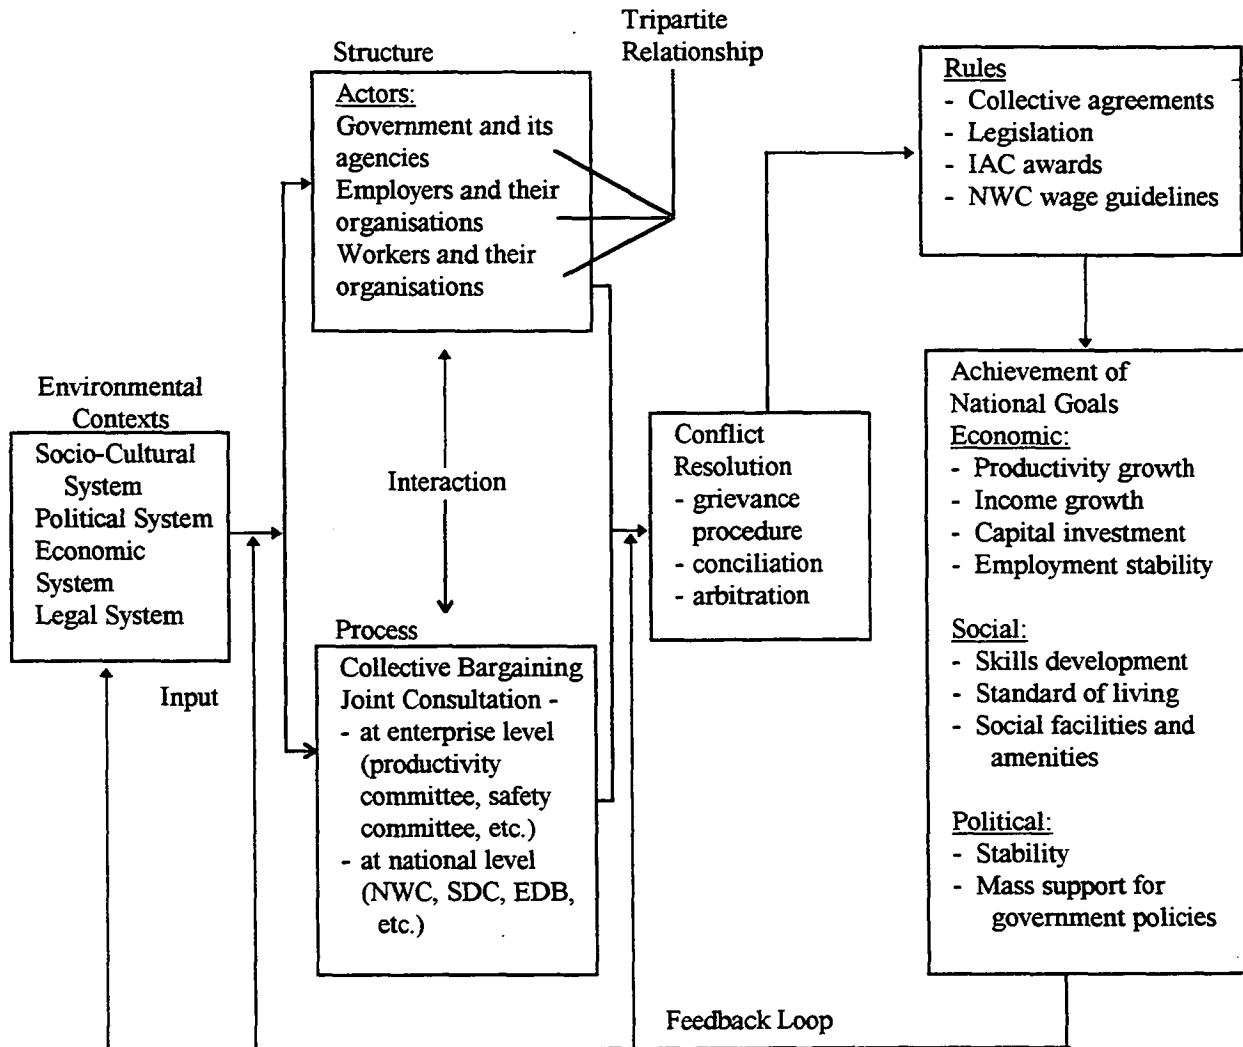 Environmental
Contexts
Socio-Cultural
System
Political System
Economic
System
Legal System
Input
Structure
Actors:
Government and its
agencies
Employers and their
organisations
Workers and their
organisations
Tripartite
Relationship
Interaction
Process
Collective Bargaining
Joint Consultation -
- at enterprise level
(productivity
committee, safety
committee, etc.)
- at national level
(NWC, SDC, EDB,
etc.)
Conflict
Resolution
- grievance
procedure
- conciliation
- arbitration
Rules
- Collective agreements
- Legislation
- IAC awards
- NWC wage guidelines
Achievement of
National Goals
Economic:
- Productivity growth
- Income growth
- Capital investment
- Employment stability
Social:
- Skills development
- Standard of living
- Social facilities and
amenities
Political:
- Stability
- Mass support for
government policies
Feedback Loop